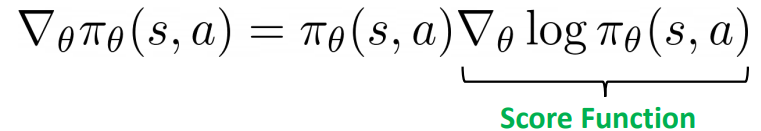 ∇θπθ(s, a) = πθ(s, a)∇θ log πθ(s, a)
Score Function